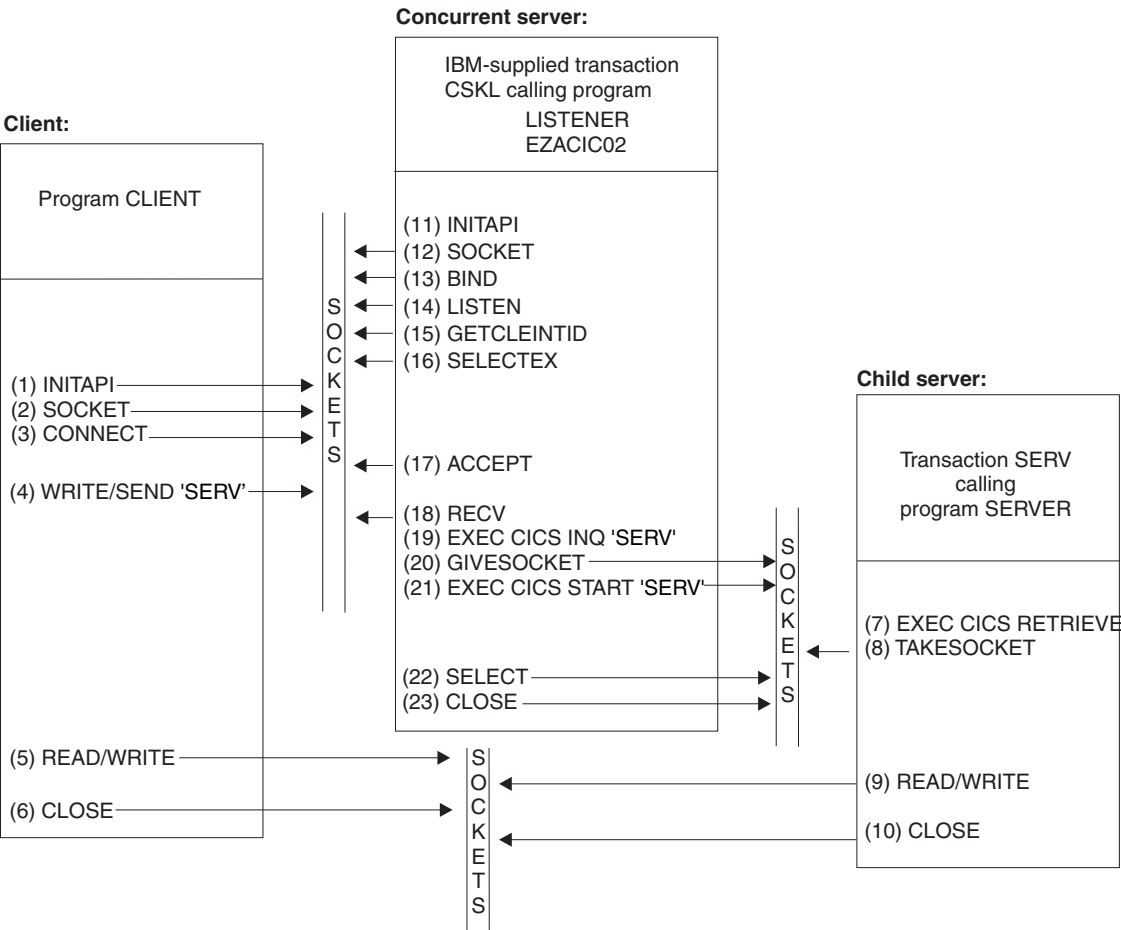 Concurrent server:
IBM-supplied transaction
CSKL calling program
LISTENER
EZACIC02
Client:
Program CLIENT
(11) INITAPI
(12) SOCKET
(13) BIND
(14) LISTEN
(15) GETCLEINTID
(16) SELECTEX
SOCKETS
(1) INITAPI
(2) SOCKET
(3) CONNECT
(4) WRITE/SEND 'SERV'
(17) ACCEPT
(18) RECV
(19) EXEC CICS INQ 'SERV'
(20) GIVESOCKET
(21) EXEC CICS START 'SERV'
(22) SELECT
(23) CLOSE
SOCKETS
Child server:
Transaction SERV
calling
program SERVER
(7) EXEC CICS RETRIEVE
(8) TAKESOCKET
(5) READ/WRITE
(6) CLOSE
SOCKETS
(9) READ/WRITE
(10) CLOSE